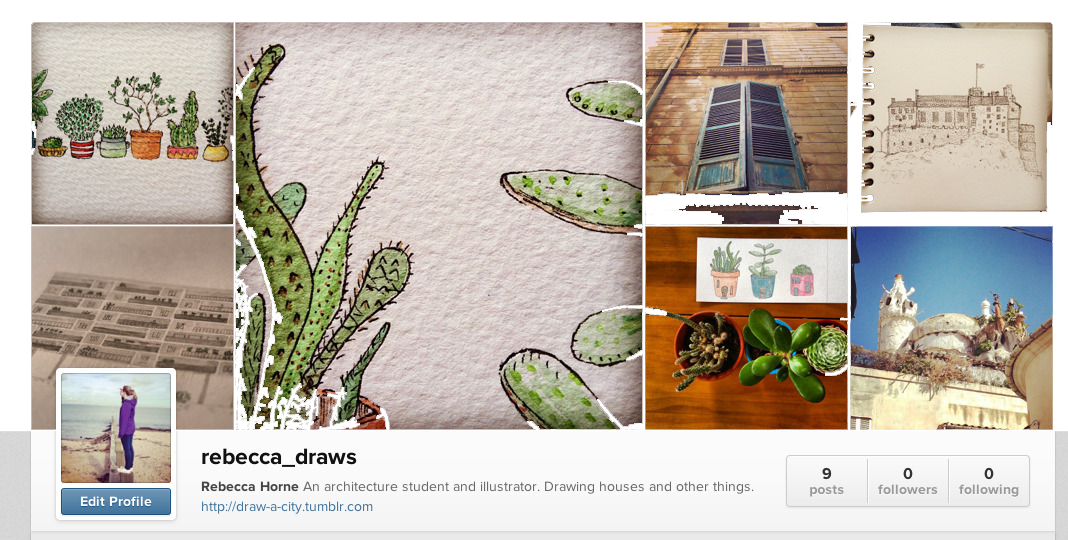 rebecca_draws
Rebecca Horne An architecture student and illustrator. Drawing houses and other things.
http://draw-a-city.tumblr.com
Edit Profile
9
posts
0
followers
0
following